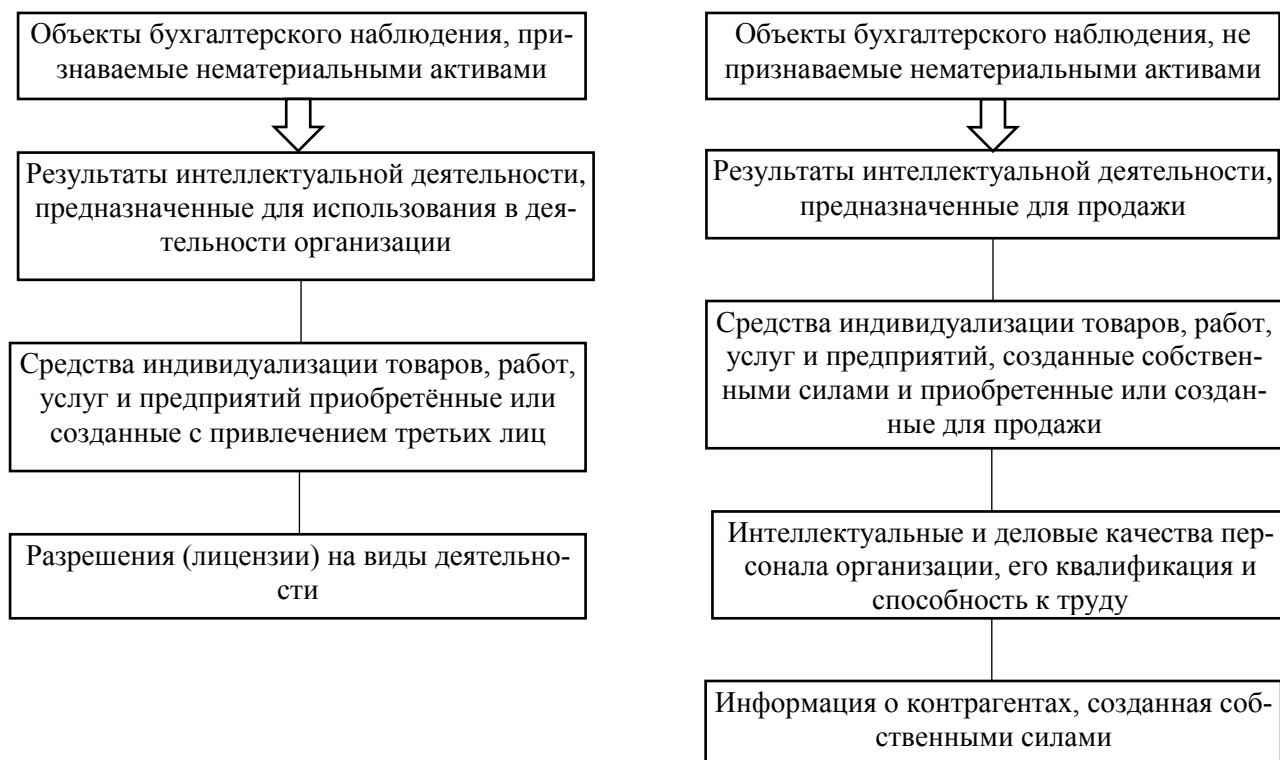 Объекты бухгалтерского наблюдения, при-
знаваемые нематериальными активами
Результаты интеллектуальной деятельности,
предназначенные для использования в дея-
тельности организации
Средства индивидуализации товаров, работ,
услуг и предприятий приобретённые или
созданные с привлечением третьих лиц
Разрешения (лицензии) на виды деятельно-
сти
Объекты бухгалтерского наблюдения, не
признаваемые нематериальными активами
Результаты интеллектуальной деятельности,
предназначенные для продажи
Средства индивидуализации товаров, работ,
услуг и предприятий, созданные собствен-
ными силами и приобретенные или создан-
ные для продажи
Интеллектуальные и деловые качества пер-
сонала организации, его квалификация и
способность к труду
Информация о контрагентах, созданная соб-
ственными силами